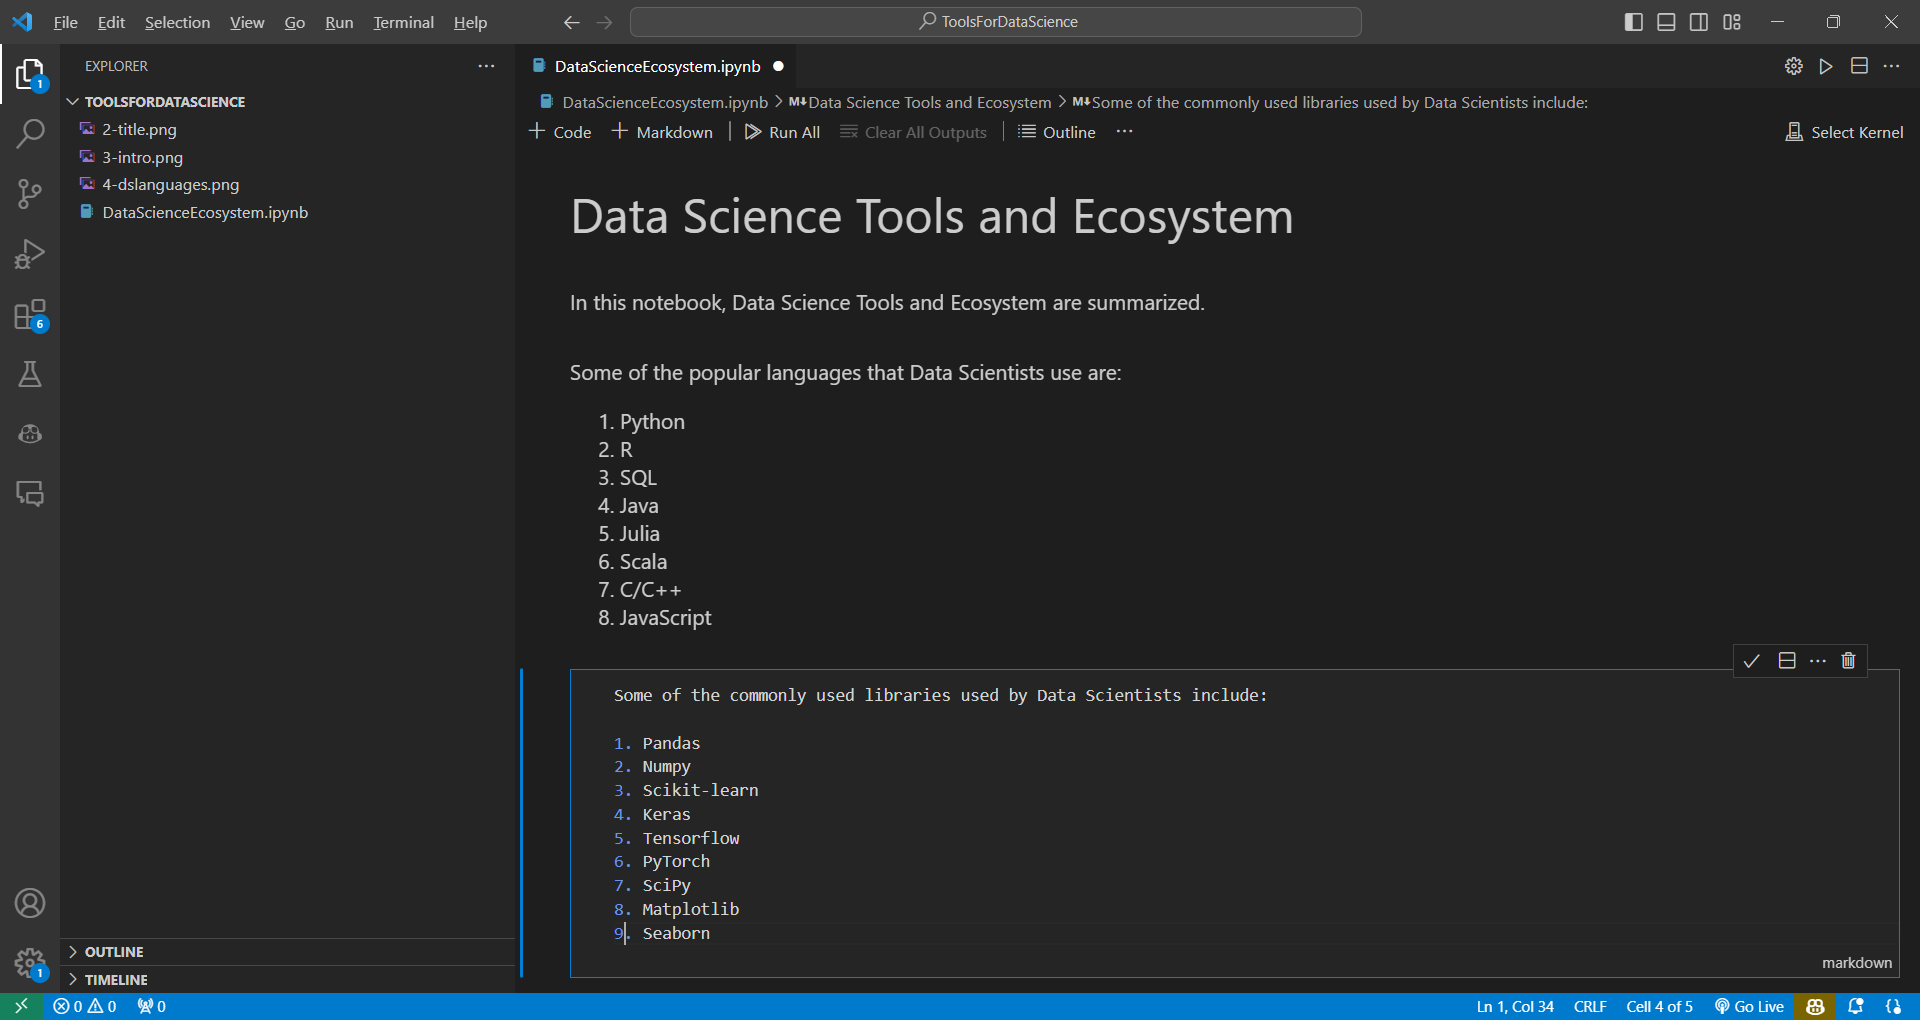 File Edit Selection View Go Run Terminal Help
ToolsForDataScience
EXPLORER
1
TOOLSFORDATASCIENCE
2-title.png
3-intro.png
4-dslanguages.png
DataScienceEcosystem.ipynb
6
OUTLINE
TIMELINE
1
DataScienceEcosystem.ipynb
DataScienceEcosystem.ipynb > M↓Data Science Tools and Ecosystem > M↓Some of the commonly used libraries used by Data Scientists include:
+ Code + Markdown | Run All Clear All Outputs | Outline ··· Select Kernel
Data Science Tools and Ecosystem
In this notebook, Data Science Tools and Ecosystem are summarized.
Some of the popular languages that Data Scientists use are:
1. Python
2. R
3. SQL
4. Java
5. Julia
6. Scala
7. C/C++
8. JavaScript
Some of the commonly used libraries used by Data Scientists include:
1. Pandas
2. Numpy
3. Scikit-learn
4. Keras
5. Tensorflow
6. PyTorch
7. SciPy
8. Matplotlib
9. Seaborn
markdown
0 0 0 Ln 1, Col 34 CRLF Cell 4 of 5 Go Live